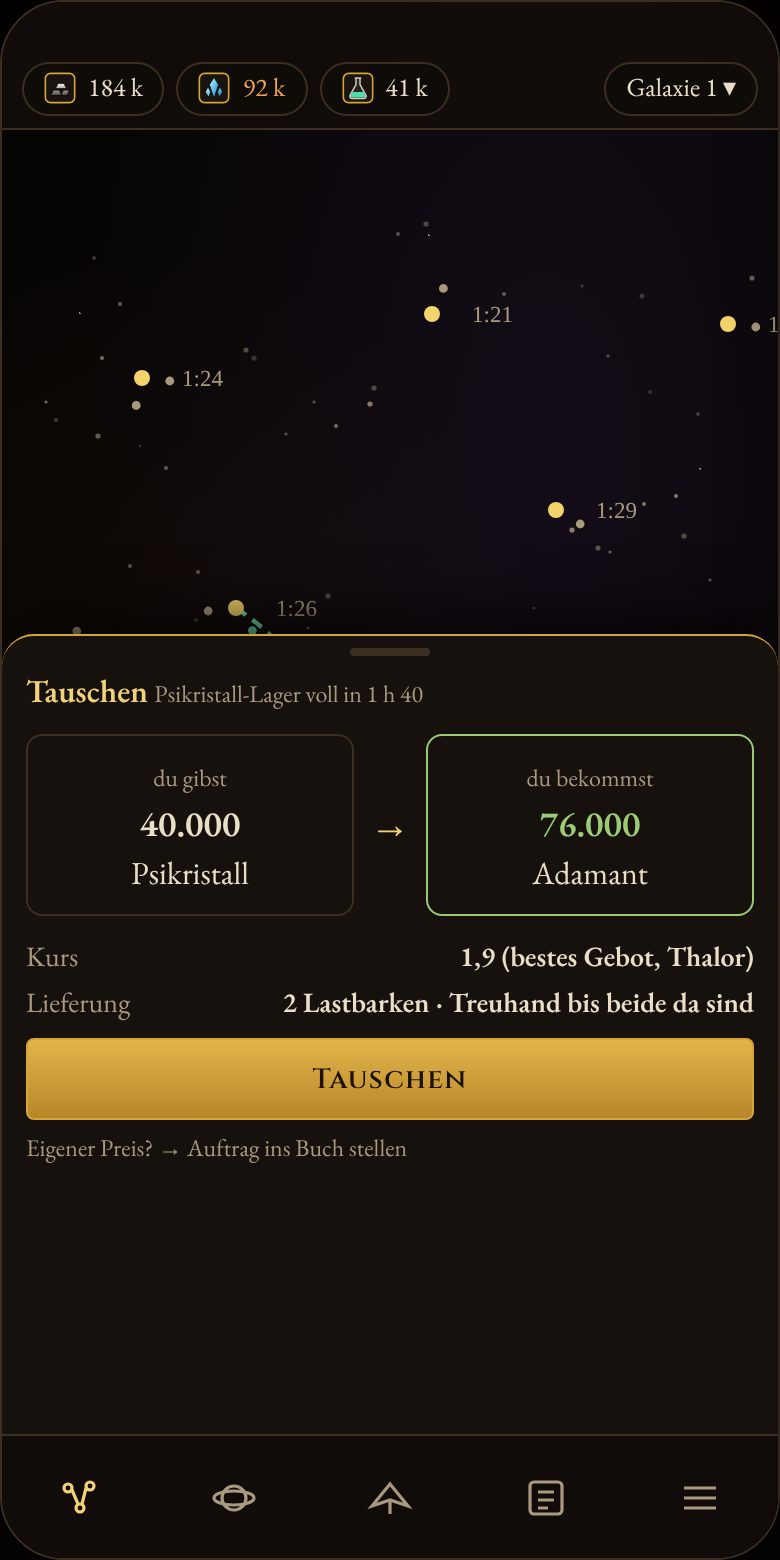 184 k 92 k 41 k Galaxie 1 ▼
1:21
1
1:24
1:29
1:26
Tauschen Psikristall-Lager voll in 1 h 40
du gibst
40.000
Psikristall
→
du bekommst
76.000
Adamant
Kurs 1,9 (bestes Gebot, Thalor)
Lieferung 2 Lastbarken · Treuhand bis beide da sind
Tauschen
Eigener Preis? → Auftrag ins Buch stellen